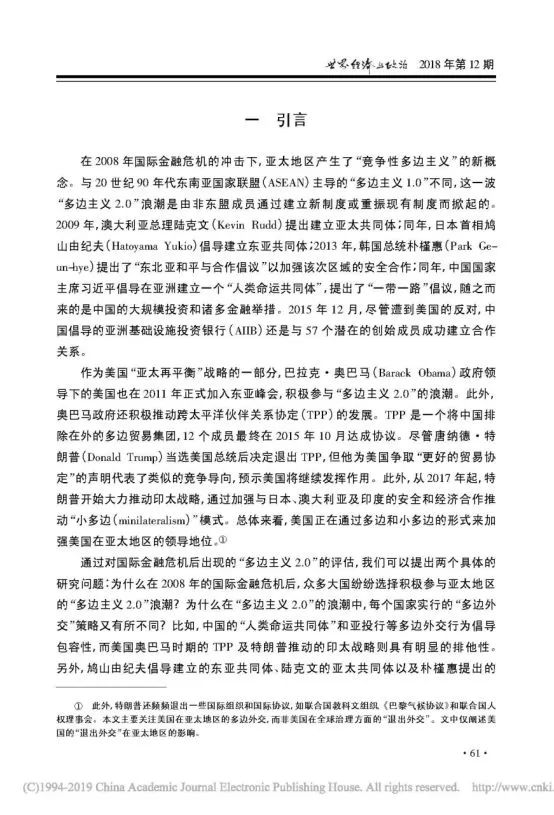 世界经济与政治 2018 年第 12 期
一 引言
在 2008 年国际金融危机的冲击下,亚太地区产生了“竞争性多边主义”的新概
念。与 20 世纪 90 年代东南亚国家联盟(ASEAN)主导的“多边主义 1.0”不同,这一波
“多边主义 2.0”浪潮是由非东盟成员通过建立新制度或重振现有制度而掀起的。
2009 年,澳大利亚总理陆克文(Kevin Rudd)提出建立亚太共同体;同年,日本首相鸠
山由纪夫(Hatoyama Yukio)倡导建立东亚共同体;2013 年,韩国总统朴槿惠(Park Ge-
un-hye)提出了“东北亚和平与合作倡议”以加强该次区域的安全合作;同年,中国国家
主席习近平倡导在亚洲建立一个“人类命运共同体”,提出了“一带一路”倡议,随之而
来的是中国的大规模投资和诸多金融举措。2015 年 12 月,尽管遭到美国的反对,中
国倡导的亚洲基础设施投资银行(AIIB)还是与 57 个潜在的创始成员成功建立合作
关系。
作为美国“亚太再平衡”战略的一部分,巴拉克·奥巴马(Barack Obama)政府领
导下的美国也在 2011 年正式加入东亚峰会,积极参与“多边主义 2.0”的浪潮。此外,
奥巴马政府还积极推动跨太平洋伙伴关系协定(TPP)的发展。TPP 是一个将中国排
除在外的多边贸易集团,12 个成员最终在 2015 年 10 月达成协议。尽管唐纳德·特
朗普(Donald Trump)当选美国总统后决定退出 TPP,但他为美国争取“更好的贸易协
定”的声明代表了类似的竞争导向,预示美国将继续发挥作用。此外,从 2017 年起,特
朗普开始大力推动印太战略,通过加强与日本、澳大利亚及印度的安全和经济合作推
动“小多边(minilateralism)”模式。总体来看,美国正在通过多边和小多边的形式来加
强美国在亚太地区的领导地位。①
通过对国际金融危机后出现的“多边主义 2.0”的评估,我们可以提出两个具体的
研究问题:为什么在 2008 年的国际金融危机后,众多大国纷纷选择积极参与亚太地区
的“多边主义 2.0”浪潮?为什么在“多边主义 2.0”的浪潮中,每个国家实行的“多边外
交”策略又有所不同?比如,中国的“人类命运共同体”和亚投行等多边外交行为倡导
包容性,而美国奥巴马时期的 TPP 及特朗普推动的印太战略则具有明显的排他性。
另外,鸠山由纪夫倡导建立的东亚共同体、陆克文的亚太共同体以及朴槿惠提出的
① 此外,特朗普还频频退出一些国际组织和国际协议,如联合国教科文组织、《巴黎气候协议》和联合国人
权理事会。本文主要关注美国在亚太地区的多边外交,而非美国在全球治理方面的“退出外交”。文中仅阐述美
国的“退出外交”在亚太地区的影响。
·61·
(C)1994-2019 China Academic Journal Electronic Publishing House. All rights reserved. http://www.cnki.